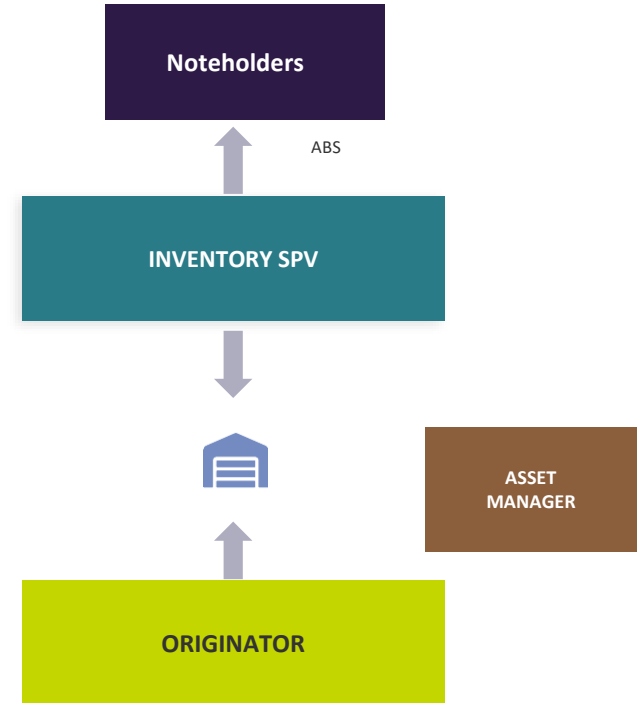 Noteholders
ABS
INVENTORY SPV
ASSET
MANAGER
ORIGINATOR